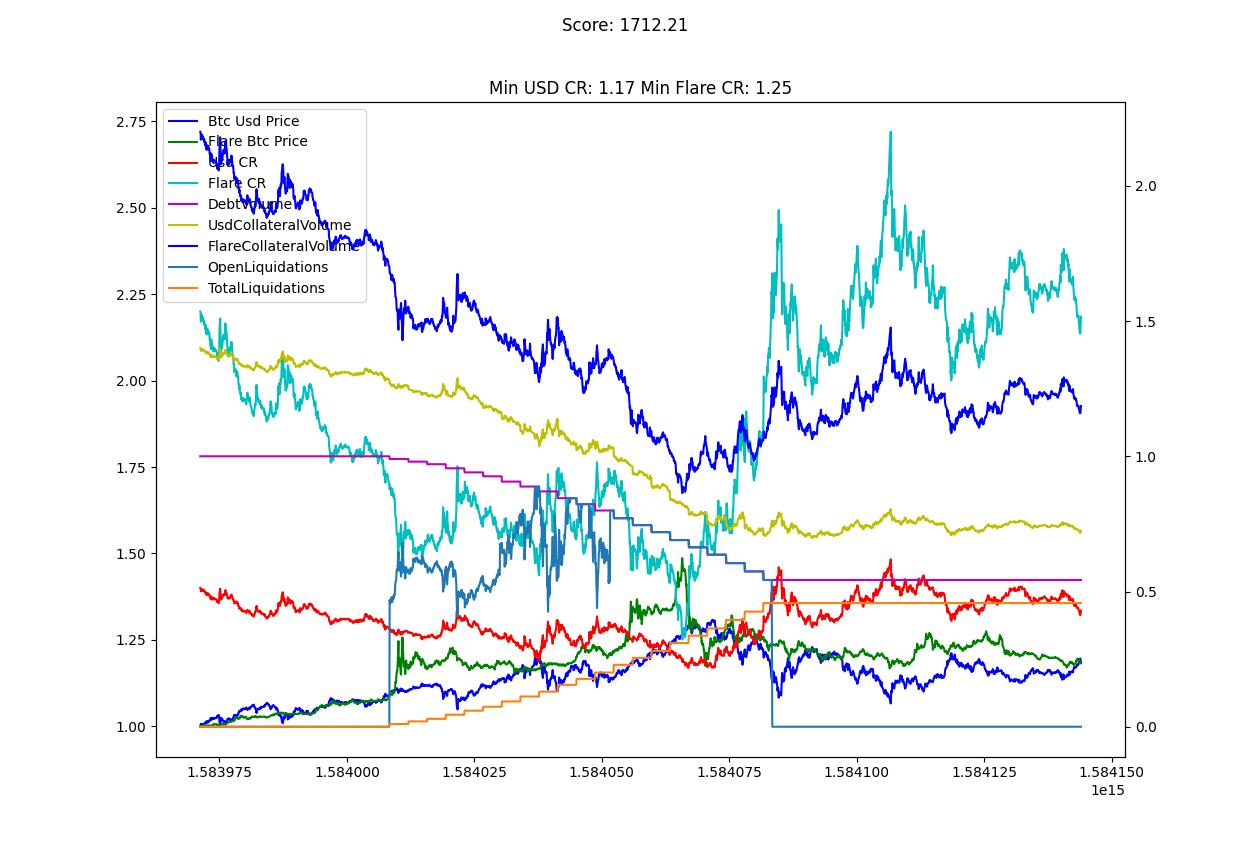 Score: 1712.21
Min USD CR: 1.17 Min Flare CR: 1.25
Btc Usd Price
Flare Btc Price
Usd CR
Flare CR
DebtVolume
UsdCollateralVolume
FlareCollateralVolume
OpenLiquidations
TotalLiquidations
2.75
2.50
2.25
2.00
1.75
1.50
1.25
1.00
2.0
1.5
1.0
0.5
0.0
1.583975 1.584000 1.584025 1.584050 1.584075 1.584100 1.584125 1.584150
1e15